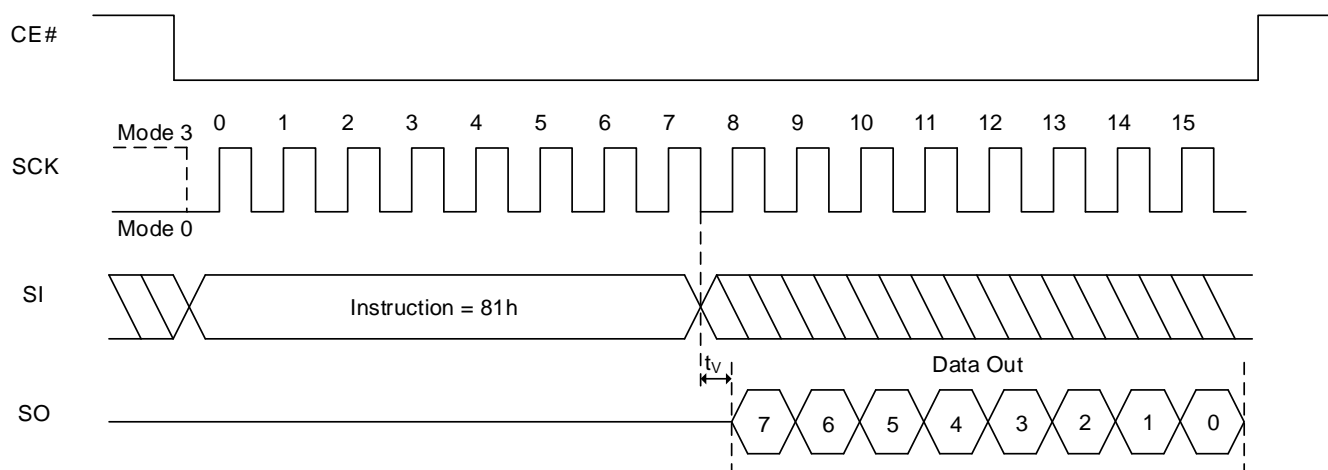 CE#
0 1 2 3 4 5 6 7 8 9 10 11 12 13 14 15
Mode 3
SCK
Mode 0
SI
Instruction = 81h
tV
Data Out
SO
7 6 5 4 3 2 1 0